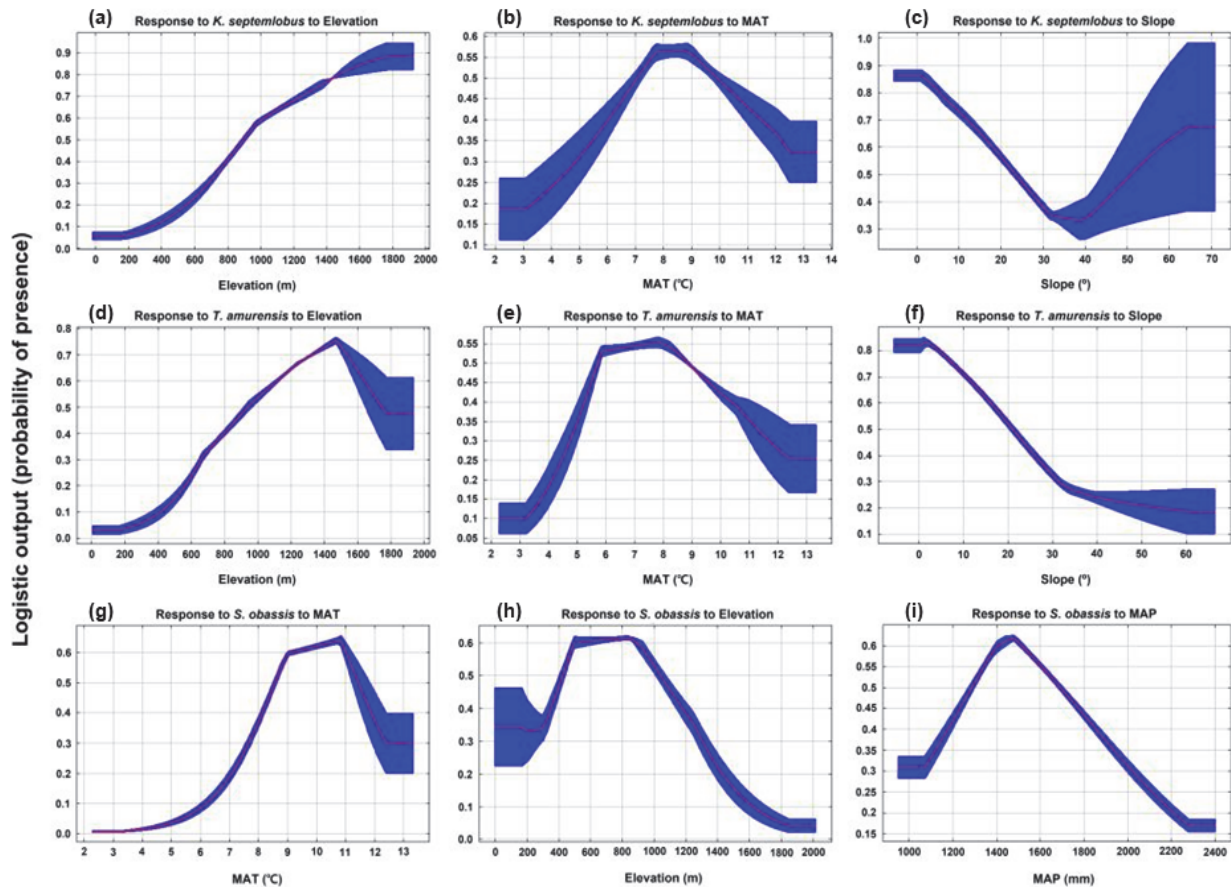 Logistic output (probability of presence)
(a) Response to K. septemlobus to Elevation
0.9
0.8
0.7
0.6
0.5
0.4
0.3
0.2
0.1
0.0
0 200 400 600 800 1000 1200 1400 1600 1800 2000
Elevation (m)
(b) Response to K. septemlobus to MAT
0.6
0.55
0.5
0.45
0.4
0.35
0.3
0.25
0.2
0.15
0.1
2 3 4 5 6 7 8 9 10 11 12 13 14
MAT (℃)
(c) Response to K. septemlobus to Slope
1.0
0.9
0.8
0.7
0.6
0.5
0.4
0.3
0 10 20 30 40 50 60 70
Slope (º)
(d) Response to T. amurensis to Elevation
0.8
0.7
0.6
0.5
0.4
0.3
0.2
0.1
0.0
0 200 400 600 800 1000 1200 1400 1600 1800 2000
Elevation (m)
(e) Response to T. amurensis to MAT
0.55
0.5
0.45
0.4
0.35
0.3
0.25
0.2
0.15
0.1
0.05
2 3 4 5 6 7 8 9 10 11 12 13
MAT (℃)
(f) Response to T. amurensis to Slope
0.8
0.7
0.6
0.5
0.4
0.3
0.2
0.1
0 10 20 30 40 50 60
Slope (º)
(g) Response to S. obassis to MAT
0.6
0.5
0.4
0.3
0.2
0.1
0.0
2 3 4 5 6 7 8 9 10 11 12 13
MAT (℃)
(h) Response to S. obassis to Elevation
0.6
0.5
0.4
0.3
0.2
0.1
0.0
0 200 400 600 800 1000 1200 1400 1600 1800 2000
Elevation (m)
(i) Response to S. obassis to MAP
0.6
0.55
0.5
0.45
0.4
0.35
0.3
0.25
0.2
0.15
1000 1200 1400 1600 1800 2000 2200 2400
MAP (mm)